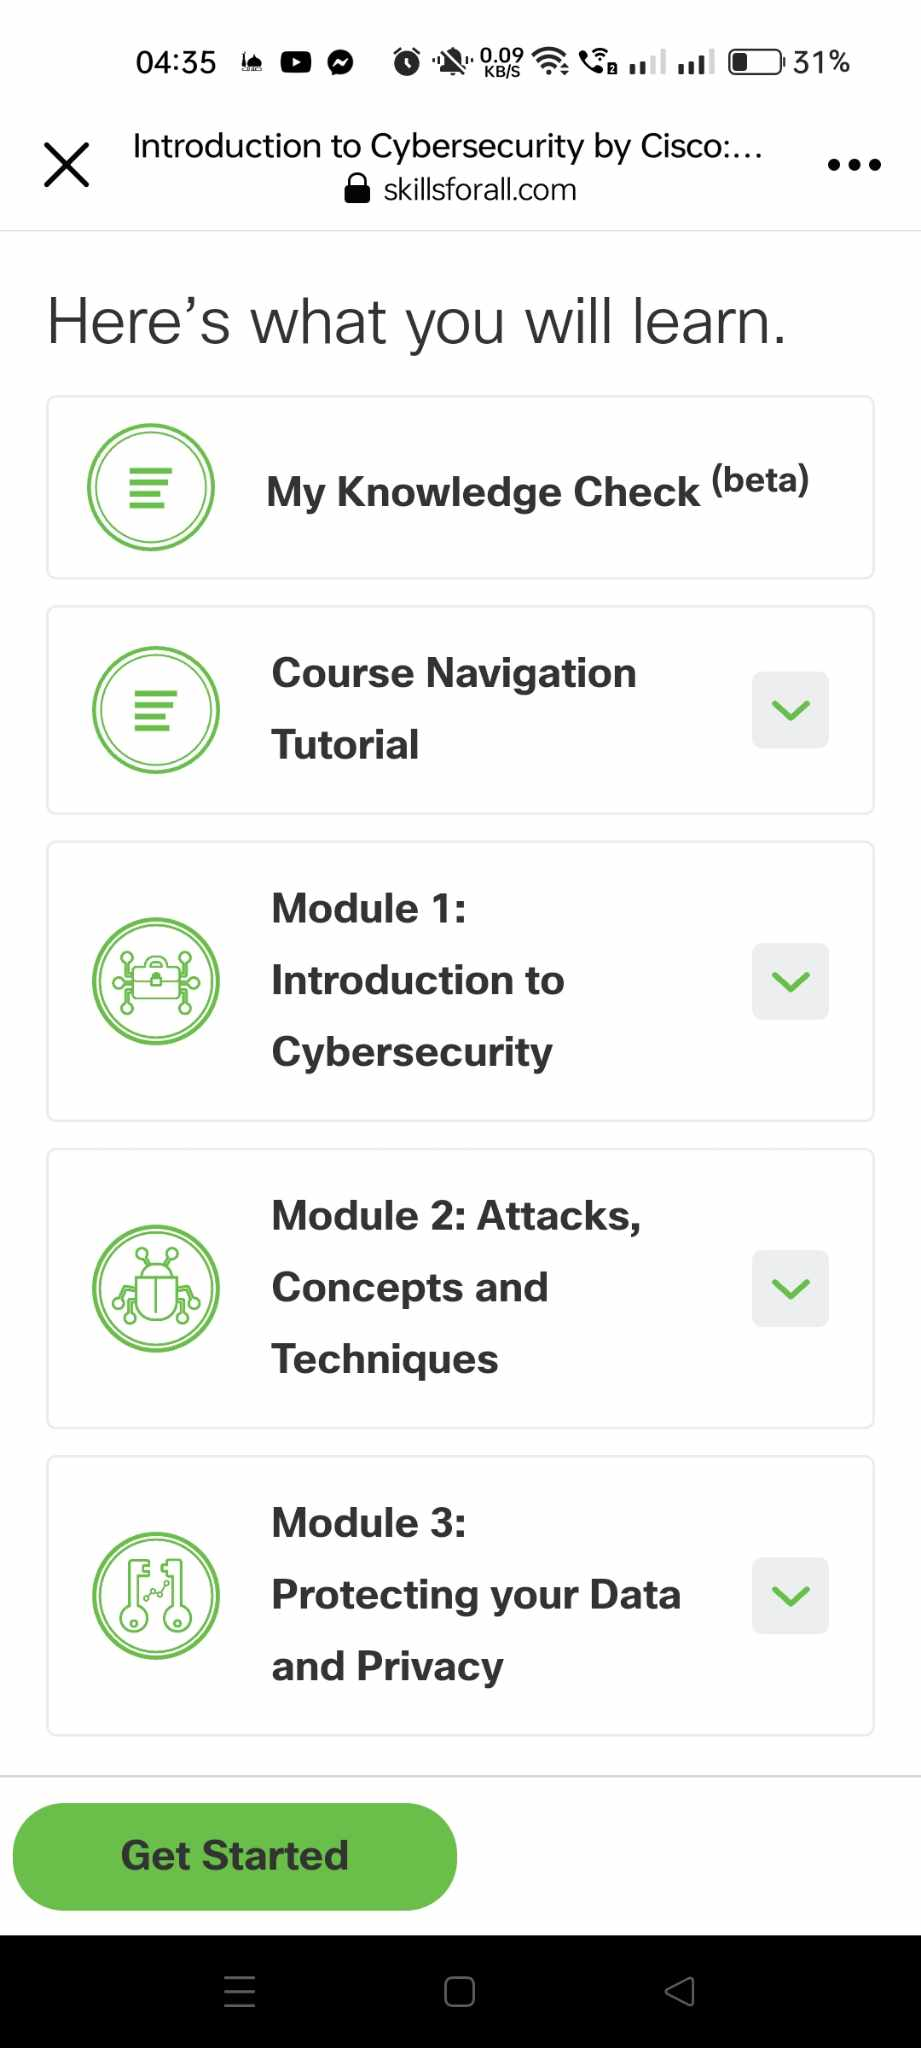 04:35 0.09 KB/S 2 31%
Introduction to Cybersecurity by Cisco:...
skillsforall.com
Here's what you will learn.
My Knowledge Check (beta)
Course Navigation
Tutorial
Module 1:
Introduction to
Cybersecurity
Module 2: Attacks,
Concepts and
Techniques
Module 3:
Protecting your Data
and Privacy
Get Started